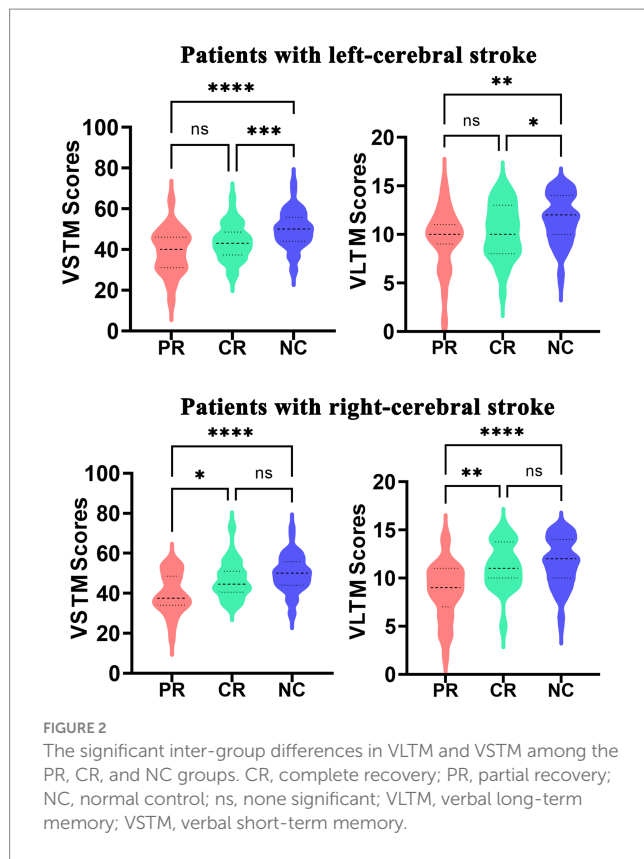 Patients with left-cerebral stroke
****
ns
***
VSTM Scores
100
80
60
40
20
0
PR CR NC
**
ns
*
VLTM Scores
20
15
10
5
0
PR CR NC
Patients with right-cerebral stroke
****
*
ns
VSTM Scores
100
80
60
40
20
0
PR CR NC
****
**
ns
VLTM Scores
20
15
10
5
0
PR CR NC
FIGURE 2
The significant inter-group differences in VLTM and VSTM among the
PR, CR, and NC groups. CR, complete recovery; PR, partial recovery;
NC, normal control; ns, none significant; VLTM, verbal long-term
memory; VSTM, verbal short-term memory.